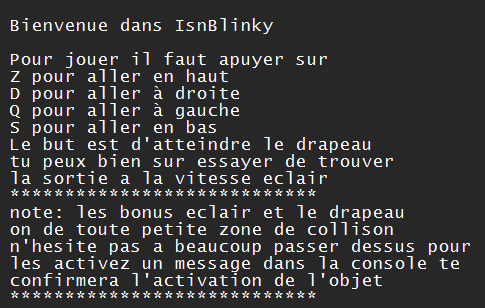 Bienvenue dans IsnBlinky
Pour jouer il faut apuyer sur
Z pour aller en haut
D pour aller à droite
Q pour aller à gauche
S pour aller en bas
Le but est d'atteindre le drapeau
tu peux bien sur essayer de trouver
la sortie a la vitesse eclair
****************************
note: les bonus eclair et le drapeau
on de toute petite zone de collison
n'hesite pas a beaucoup passer dessus pour
les activez un message dans la console te
confirmera l'activation de l'objet
****************************